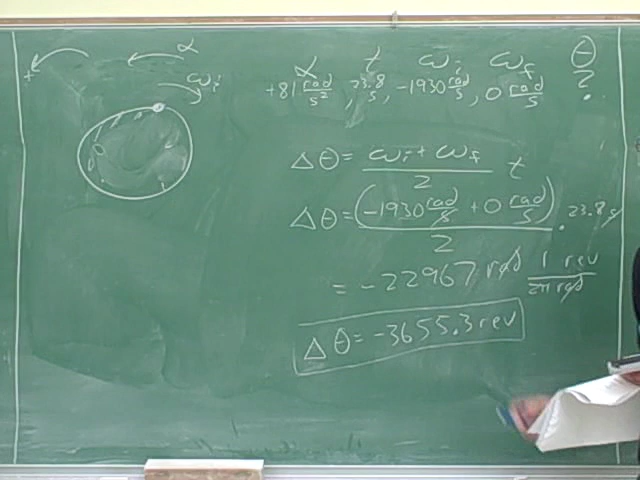 +
α
ωᵢ
α t ωᵢ ω_f θ
+81 rad/s², 23.8 s, -1930 rad/s, 0 rad/s ?
Δθ = (ωᵢ + ω_f)/2 t
Δθ = (-1930 rad/s + 0 rad/s)/2 · 23.8 s
= -22967 rad 1 rev/2π rad
Δθ = -3655.3 rev